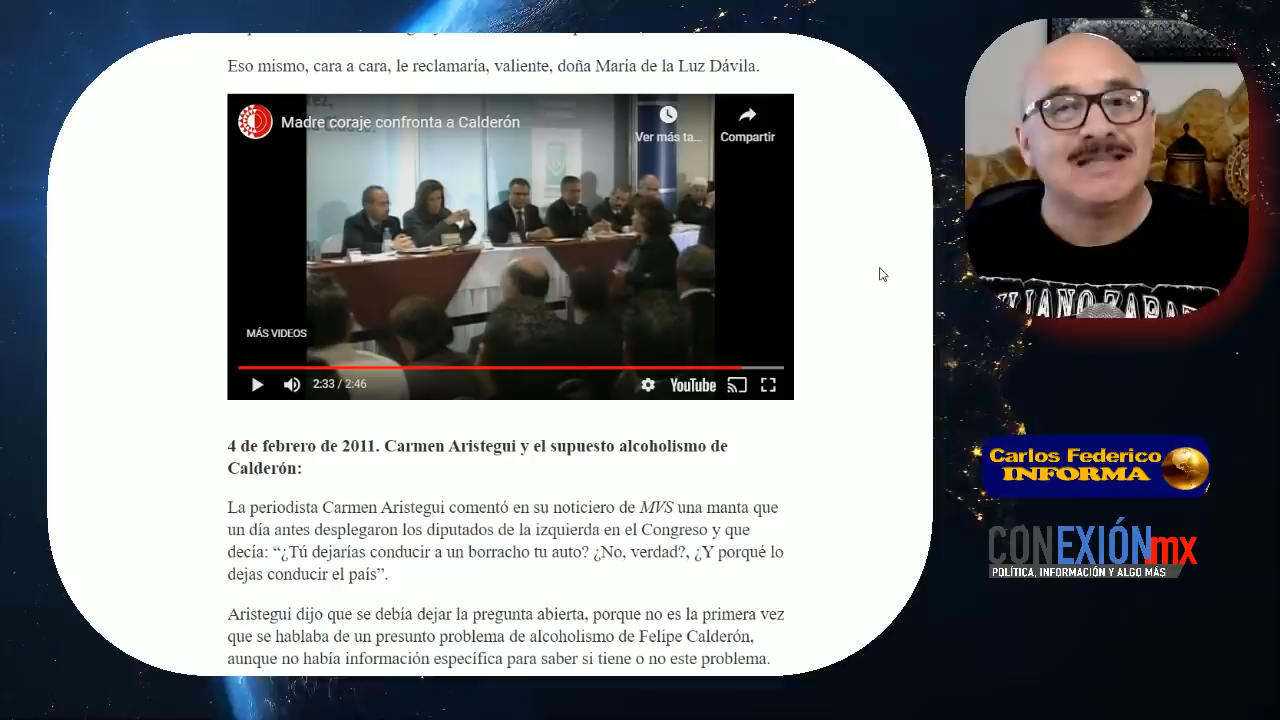 Eso mismo, cara a cara, le reclamaría, valiente, doña María de la Luz Dávila.
Madre coraje confronta a Calderón
Ver más ta...
Compartir
MÁS VIDEOS
2:33 / 2:46
YouTube
4 de febrero de 2011. Carmen Aristegui y el supuesto alcoholismo de
Calderón:
La periodista Carmen Aristegui comentó en su noticiero de MVS una manta que
un día antes desplegaron los diputados de la izquierda en el Congreso y que
decía: “¿Tú dejarías conducir a un borracho tu auto? ¿No, verdad?, ¿Y porqué lo
dejas conducir el país”.
Aristegui dijo que se debía dejar la pregunta abierta, porque no es la primera vez
que se hablaba de un presunto problema de alcoholismo de Felipe Calderón,
aunque no había información específica para saber si tiene o no este problema.
Carlos Federico
INFORMA
CONEXIÓN.mx
POLÍTICA, INFORMACIÓN Y ALGO MÁS